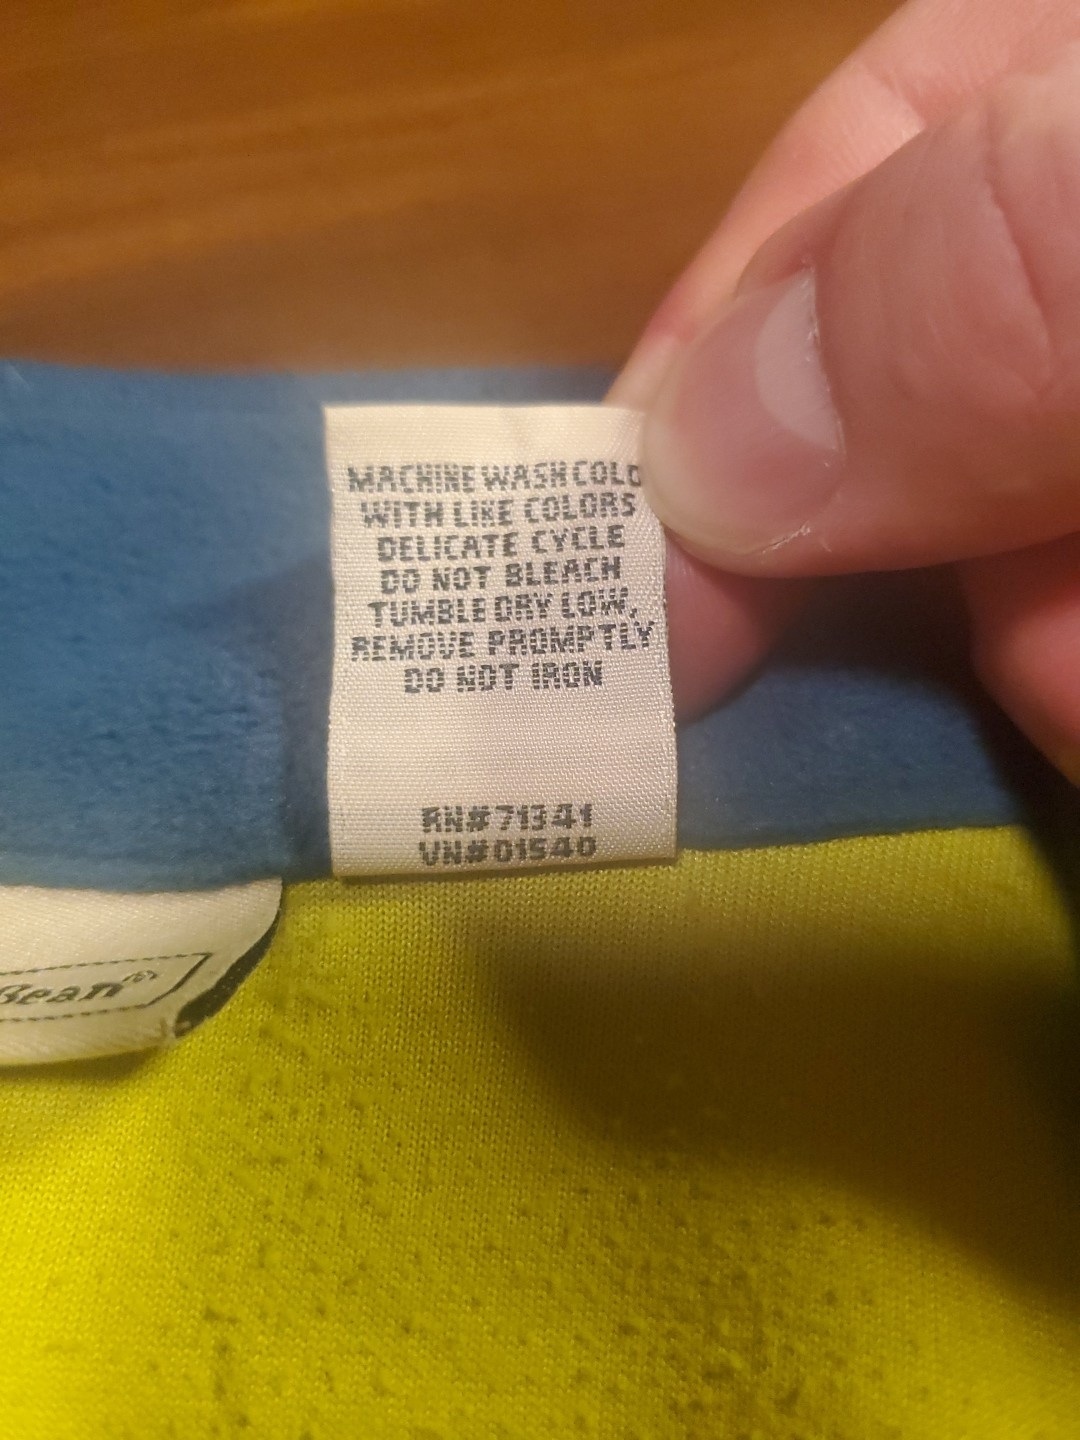 MACHINE WASH COLD
WITH LIKE COLORS
DELICATE CYCLE
DO NOT BLEACH
TUMBLE DRY LOW,
REMOVE PROMPTLY
DO NOT IRON
RN#71341
VN#01540
Bean®